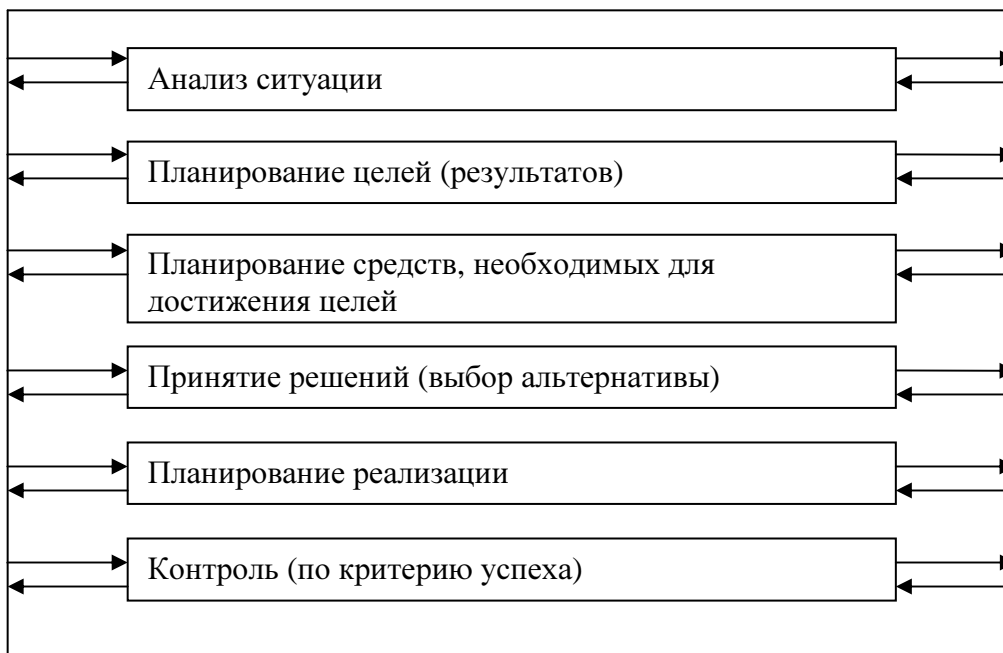 Анализ ситуации
Планирование целей (результатов)
Планирование средств, необходимых для
достижения целей
Принятие решений (выбор альтернативы)
Планирование реализации
Контроль (по критерию успеха)